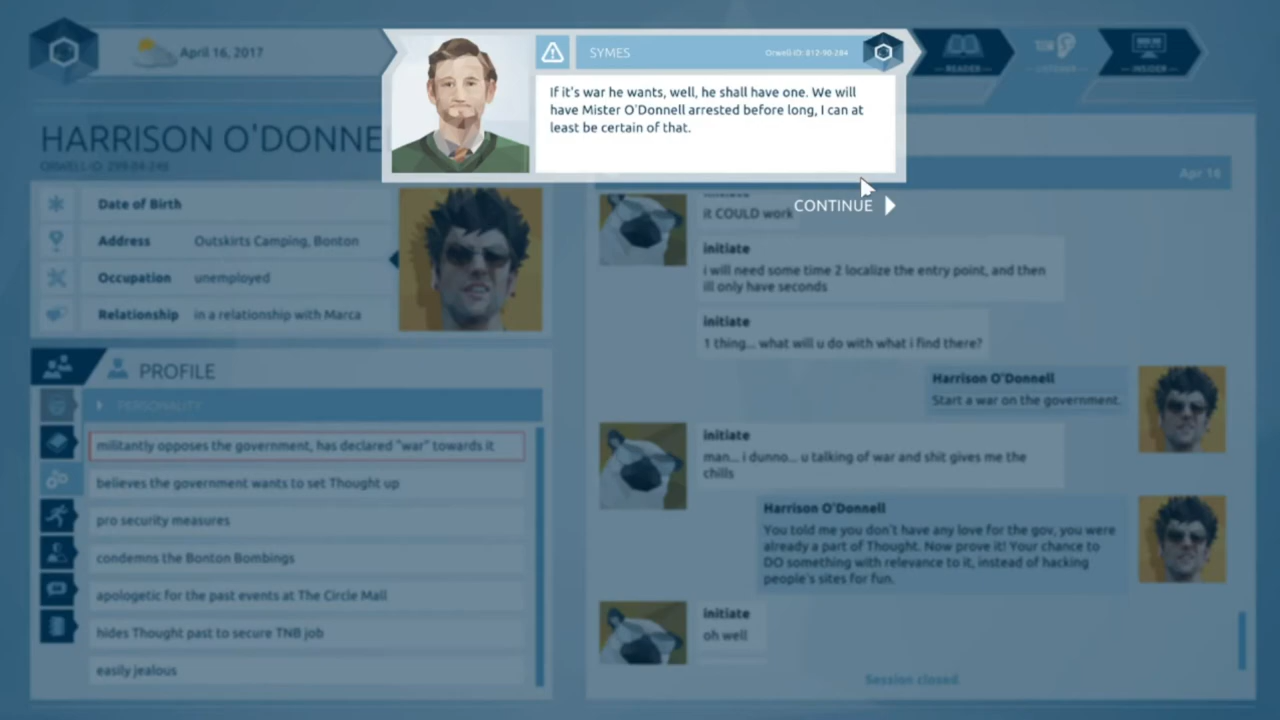 April 16, 2017
SYMES
Orwell-ID: 812-90-284
If it's war he wants, well, he shall have one. We will
have Mister O'Donnell arrested before long, I can at
least be certain of that.
CONTINUE
READER
LISTENER
INSIDER
HARRISON O'DONNE
ORWELL-ID: 299-04-246
Date of Birth
Address Outskirts Camping, Bonton
Occupation unemployed
Relationship in a relationship with Marca
PROFILE
PERSONALITY
militantly opposes the government, has declared "war" towards it
believes the government wants to set Thought up
pro security measures
condemns the Bonton Bombings
apologetic for the past events at The Circle Mall
hides Thought past to secure TNB job
easily jealous
Apr 16
it COULD work
initiate
i will need some time 2 localize the entry point, and then
ill only have seconds
initiate
1 thing... what will u do with what i find there?
Harrison O'Donnell
Start a war on the government.
initiate
man... i dunno... u talking of war and shit gives me the
chills
Harrison O'Donnell
You told me you don't have any love for the gov, you were
already a part of Thought. Now prove it! Your chance to
DO something with relevance to it, instead of hacking
people's sites for fun.
initiate
oh well
Session closed